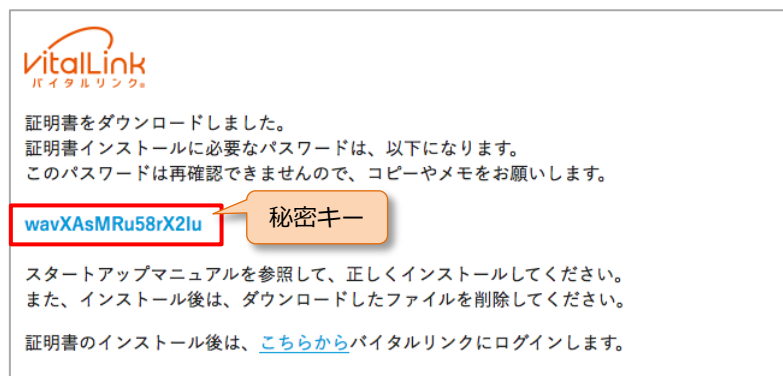 VitalLink
バイタルリンク®
証明書をダウンロードしました。
証明書インストールに必要なパスワードは、以下になります。
このパスワードは再確認できませんので、コピーやメモをお願いします。
wavXAsMRu58rX2lu
秘密キー
スタートアップマニュアルを参照して、正しくインストールしてください。
また、インストール後は、ダウンロードしたファイルを削除してください。
証明書のインストール後は、こちらからバイタルリンクにログインします。